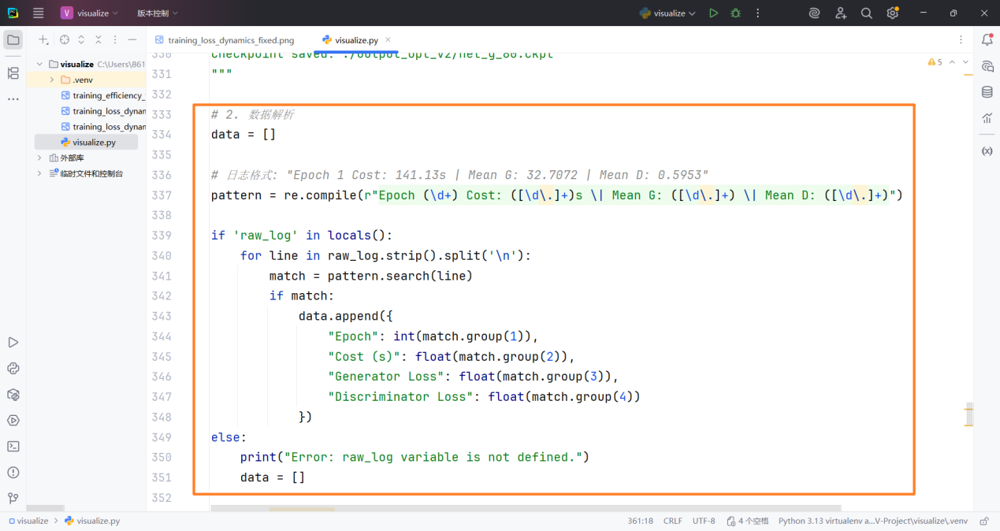 V visualize 版本控制 visualize
training_loss_dynamics_fixed.png visualize.py
visualize C:\Users\861
.venv
training_efficiency_
training_loss_dynan
training_loss_dynan
visualize.py
外部库
临时文件和控制台
5
330 Checkpoint saved: ./output_opt_v2/net_g_80.ckpt
331 """
332
333 # 2. 数据解析
334 data = []
335
336 # 日志格式: "Epoch 1 Cost: 141.13s | Mean G: 32.7072 | Mean D: 0.5953"
337 pattern = re.compile(r"Epoch (\d+) Cost: ([\d\.]+)s \| Mean G: ([\d\.]+) \| Mean D: ([\d\.]+)")
338
339 if 'raw_log' in locals():
340 for line in raw_log.strip().split('\n'):
341 match = pattern.search(line)
342 if match:
343 data.append({
344 "Epoch": int(match.group(1)),
345 "Cost (s)": float(match.group(2)),
346 "Generator Loss": float(match.group(3)),
347 "Discriminator Loss": float(match.group(4))
348 })
349 else:
350 print("Error: raw_log variable is not defined.")
351 data = []
352
visualize > visualize.py 361:18 CRLF UTF-8 4 个空格 Python 3.13 virtualenv a...V-Project\visualize\.venv